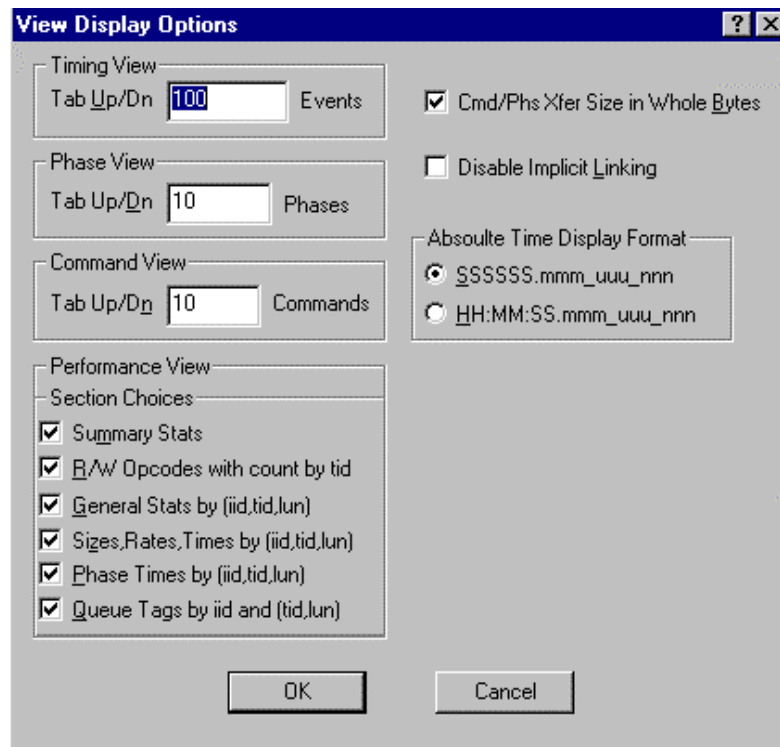 View Display Options
Timing View
Tab Up/Dn 100 Events
Phase View
Tab Up/Dn 10 Phases
Command View
Tab Up/Dn 10 Commands
Performance View
Section Choices
Summary Stats
R/W Opcodes with count by tid
General Stats by (iid,tid,lun)
Sizes,Rates,Times by (iid,tid,lun)
Phase Times by (iid,tid,lun)
Queue Tags by iid and (tid,lun)
Cmd/Phs Xfer Size in Whole Bytes
Disable Implicit Linking
Absoulte Time Display Format
SSSSSS.mmm_uuu_nnn
HH:MM:SS.mmm_uuu_nnn
OK
Cancel